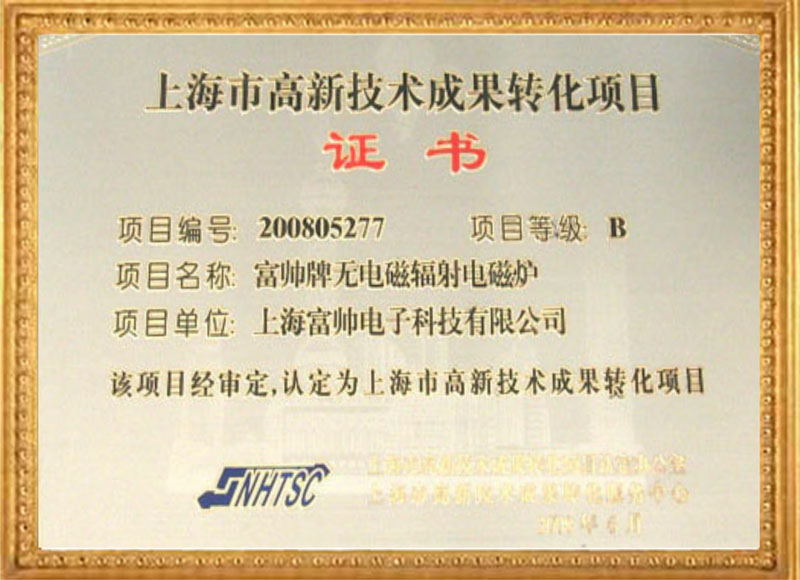 上海市高新技术成果转化项目
证书
项目编号: 200805277 项目等级: B
项目名称: 富帅牌无电磁辐射电磁炉
项目单位: 上海富帅电子科技有限公司
该项目经审定,认定为上海市高新技术成果转化项目
SNHTSC